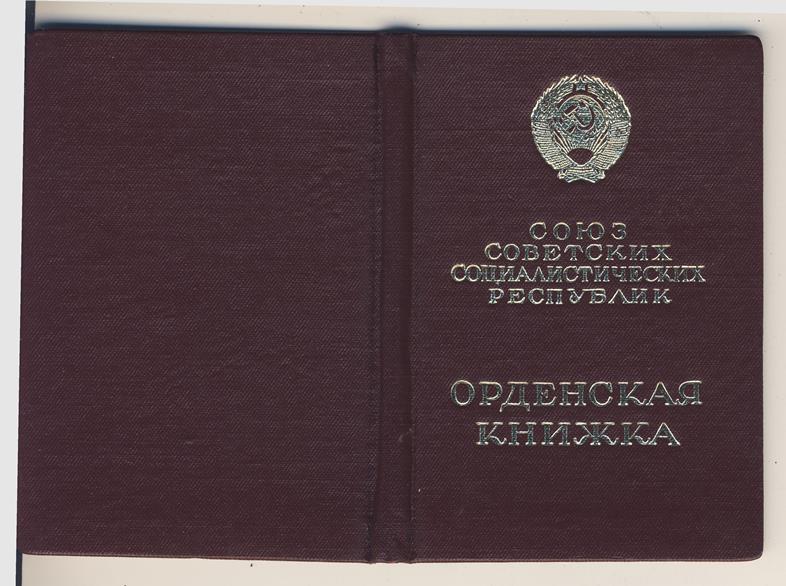 СОЮЗ
СОВЕТСКИХ
СОЦИАЛИСТИЧЕСКИХ
РЕСПУБЛИК
ОРДЕНСКАЯ
КНИЖКА